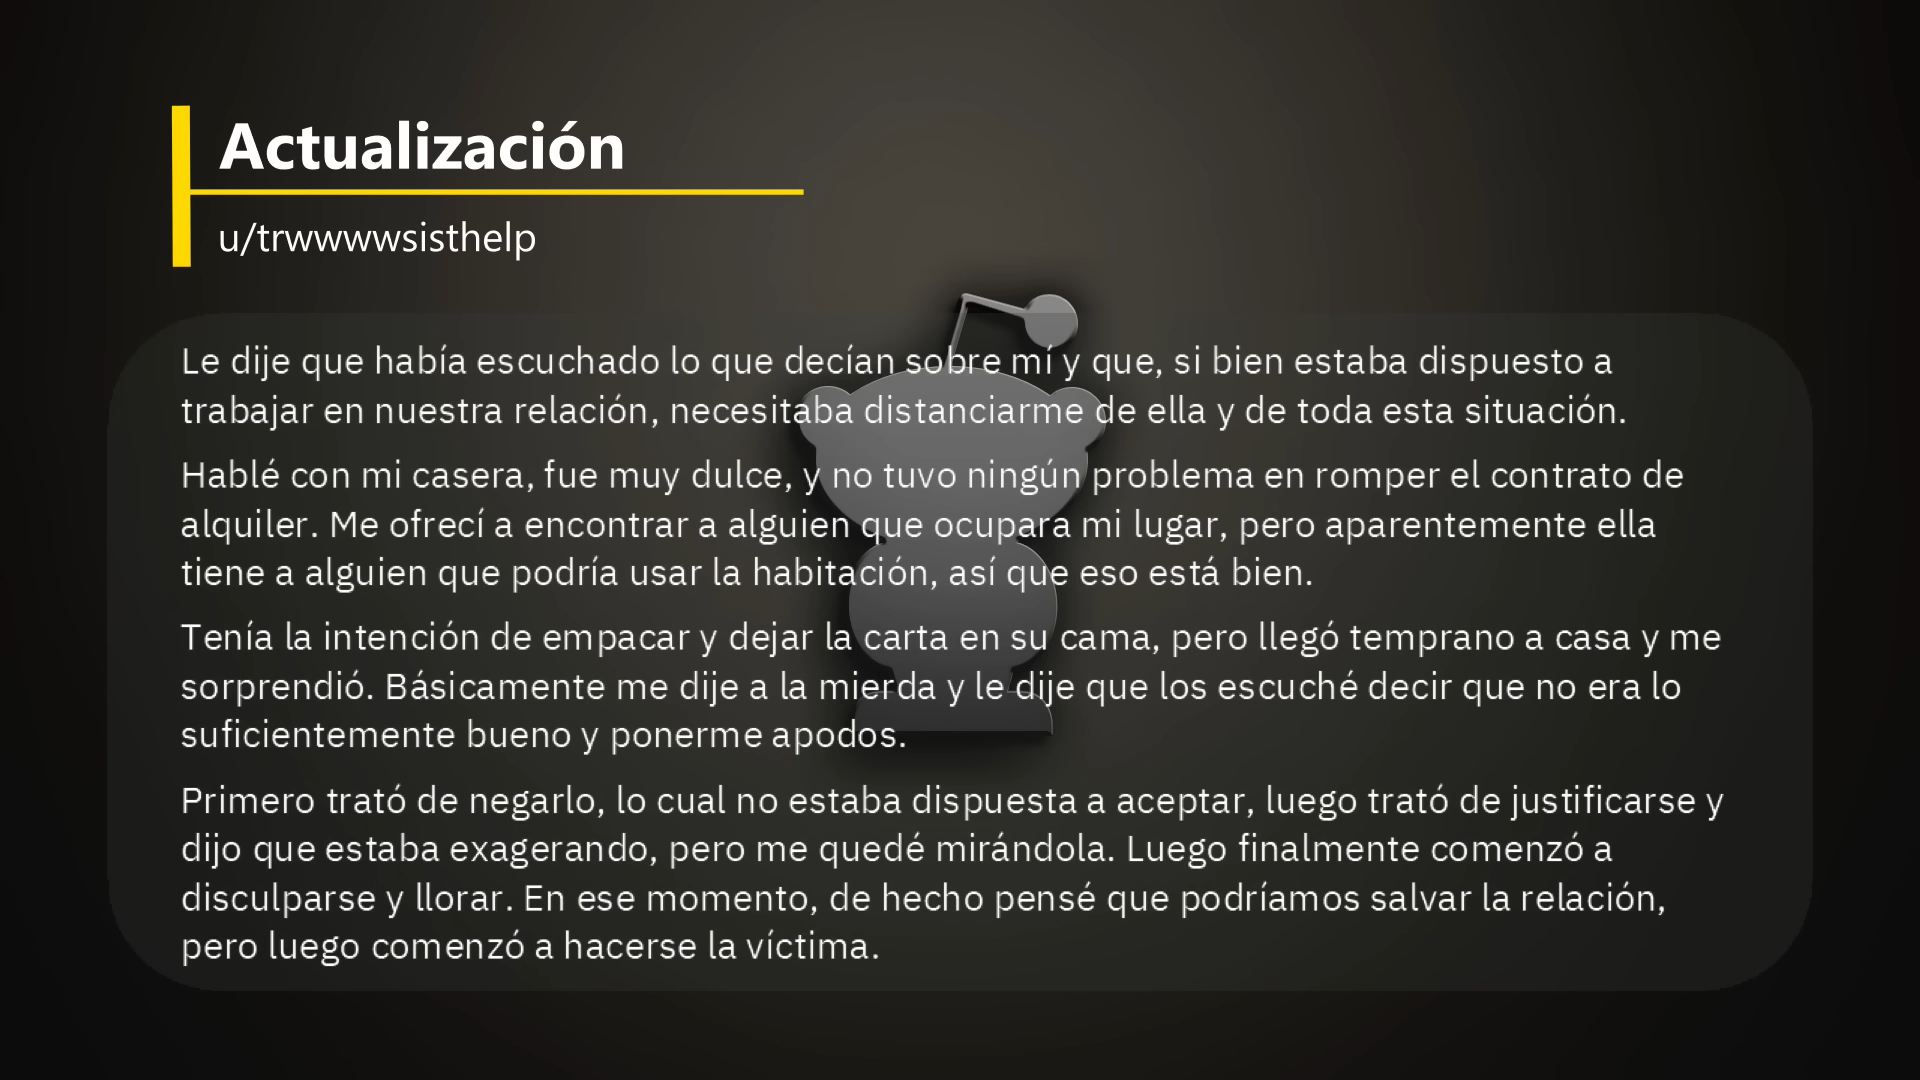 Actualización
u/trwwwwsisthelp
Le dije que había escuchado lo que decían sobre mí y que, si bien estaba dispuesto a
trabajar en nuestra relación, necesitaba distanciarme de ella y de toda esta situación.
Hablé con mi casera, fue muy dulce, y no tuvo ningún problema en romper el contrato de
alquiler. Me ofrecí a encontrar a alguien que ocupara mi lugar, pero aparentemente ella
tiene a alguien que podría usar la habitación, así que eso está bien.
Tenía la intención de empacar y dejar la carta en su cama, pero llegó temprano a casa y me
sorprendió. Básicamente me dije a la mierda y le dije que los escuché decir que no era lo
suficientemente bueno y ponerme apodos.
Primero trató de negarlo, lo cual no estaba dispuesta a aceptar, luego trató de justificarse y
dijo que estaba exagerando, pero me quedé mirándola. Luego finalmente comenzó a
disculparse y llorar. En ese momento, de hecho pensé que podríamos salvar la relación,
pero luego comenzó a hacerse la víctima.